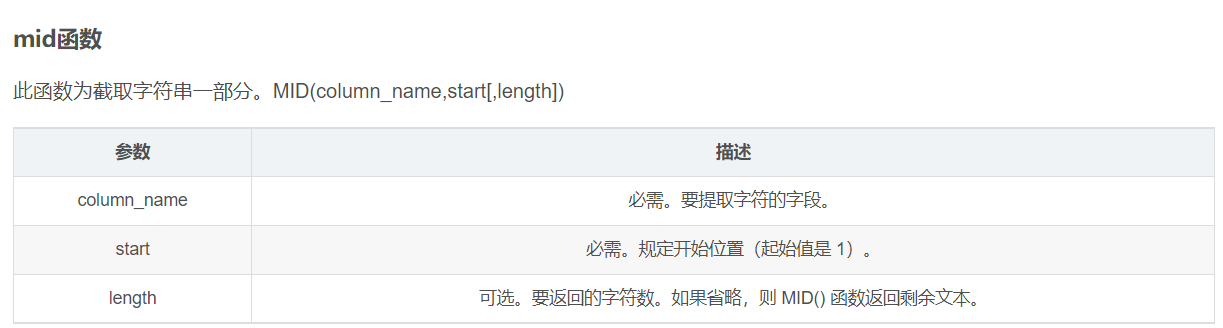 mid函数
此函数为截取字符串一部分。MID(column_name,start[,length])
参数 描述
column_name 必需。要提取字符的字段。
start 必需。规定开始位置（起始值是 1）。
length 可选。要返回的字符数。如果省略，则 MID() 函数返回剩余文本。